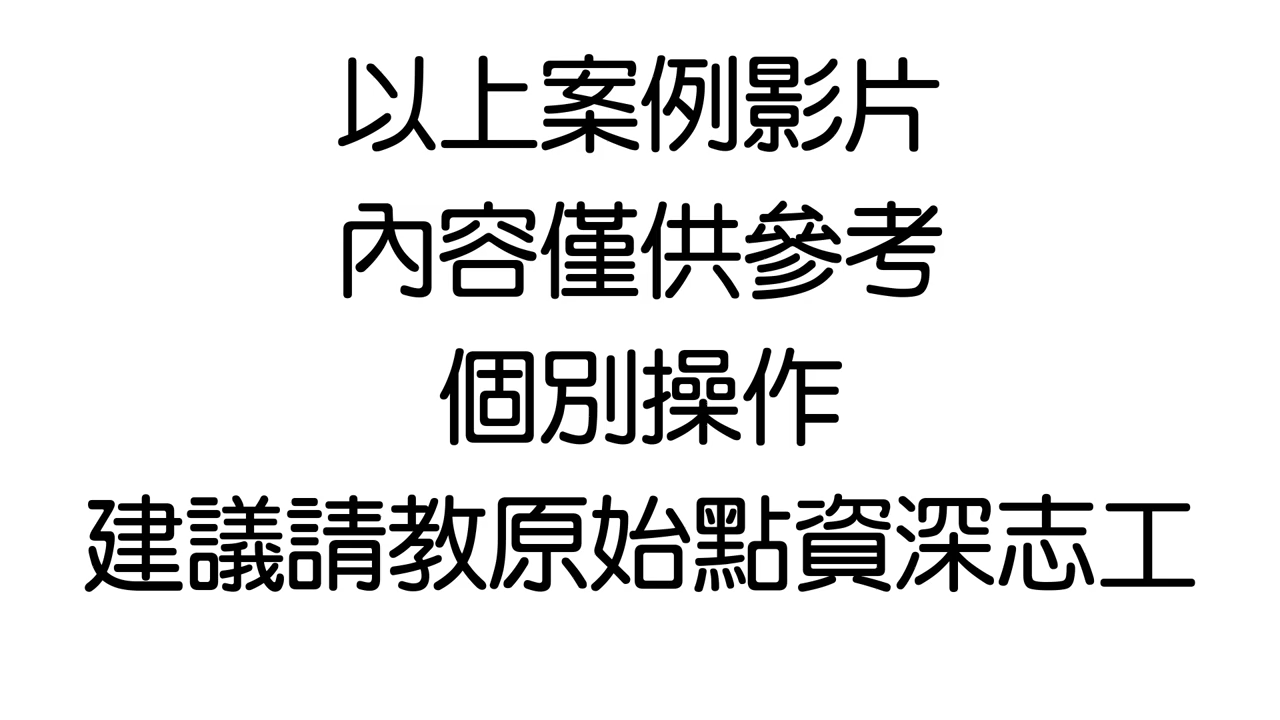 以上案例影片
內容僅供參考
個別操作
建議請教原始點資深志工